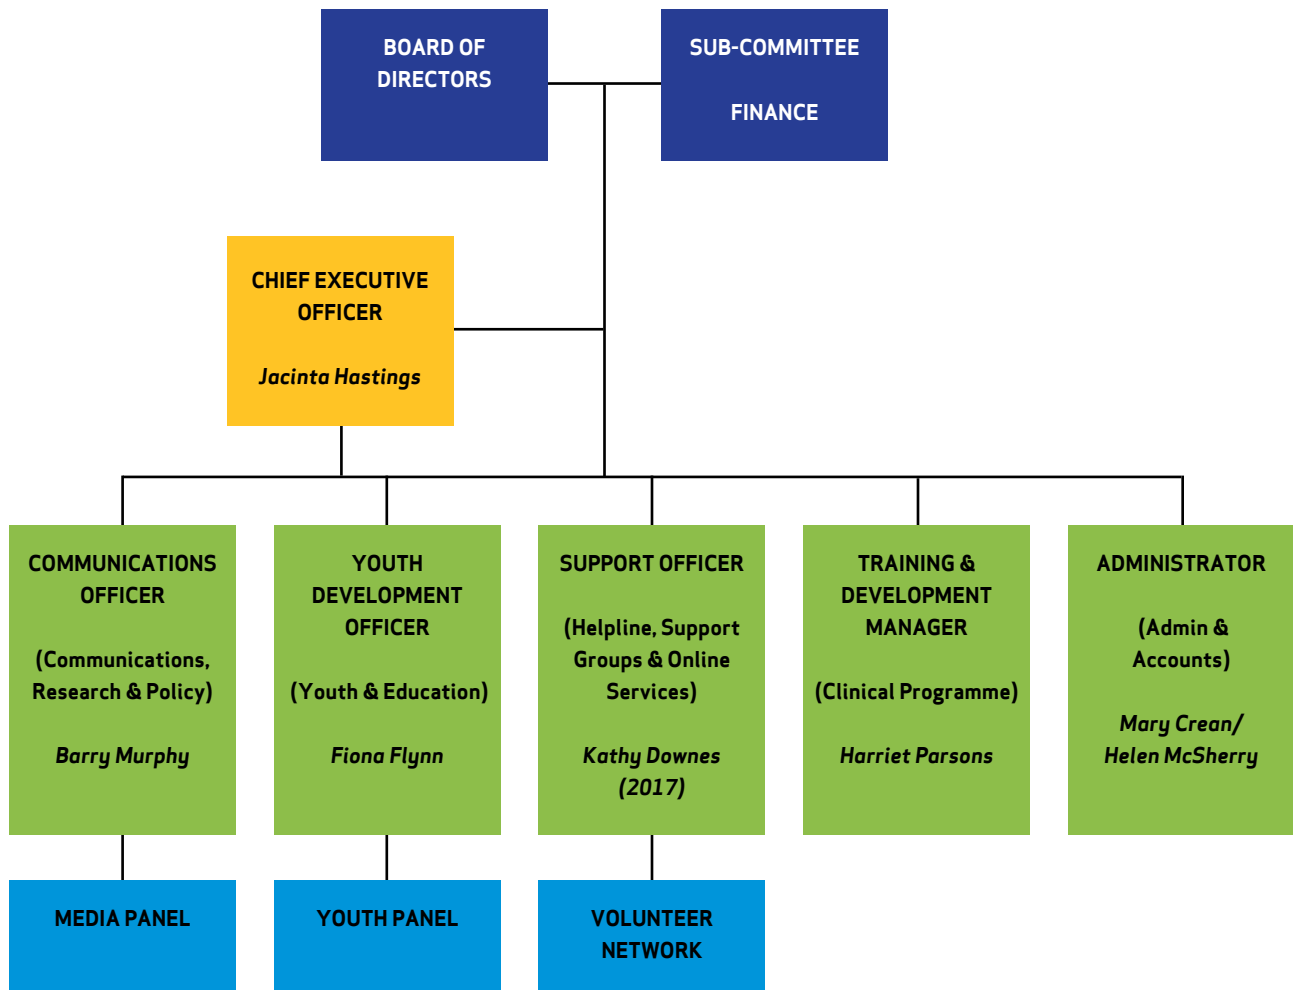 BOARD OF
DIRECTORS
SUB-COMMITTEE
FINANCE
CHIEF EXECUTIVE
OFFICER
Jacinta Hastings
COMMUNICATIONS
OFFICER
(Communications,
Research & Policy)
Barry Murphy
YOUTH
DEVELOPMENT
OFFICER
(Youth & Education)
Fiona Flynn
SUPPORT OFFICER
(Helpline, Support
Groups & Online
Services)
Kathy Downes
(2017)
TRAINING &
DEVELOPMENT
MANAGER
(Clinical Programme)
Harriet Parsons
ADMINISTRATOR
(Admin &
Accounts)
Mary Crean/
Helen McSherry
MEDIA PANEL
YOUTH PANEL
VOLUNTEER
NETWORK